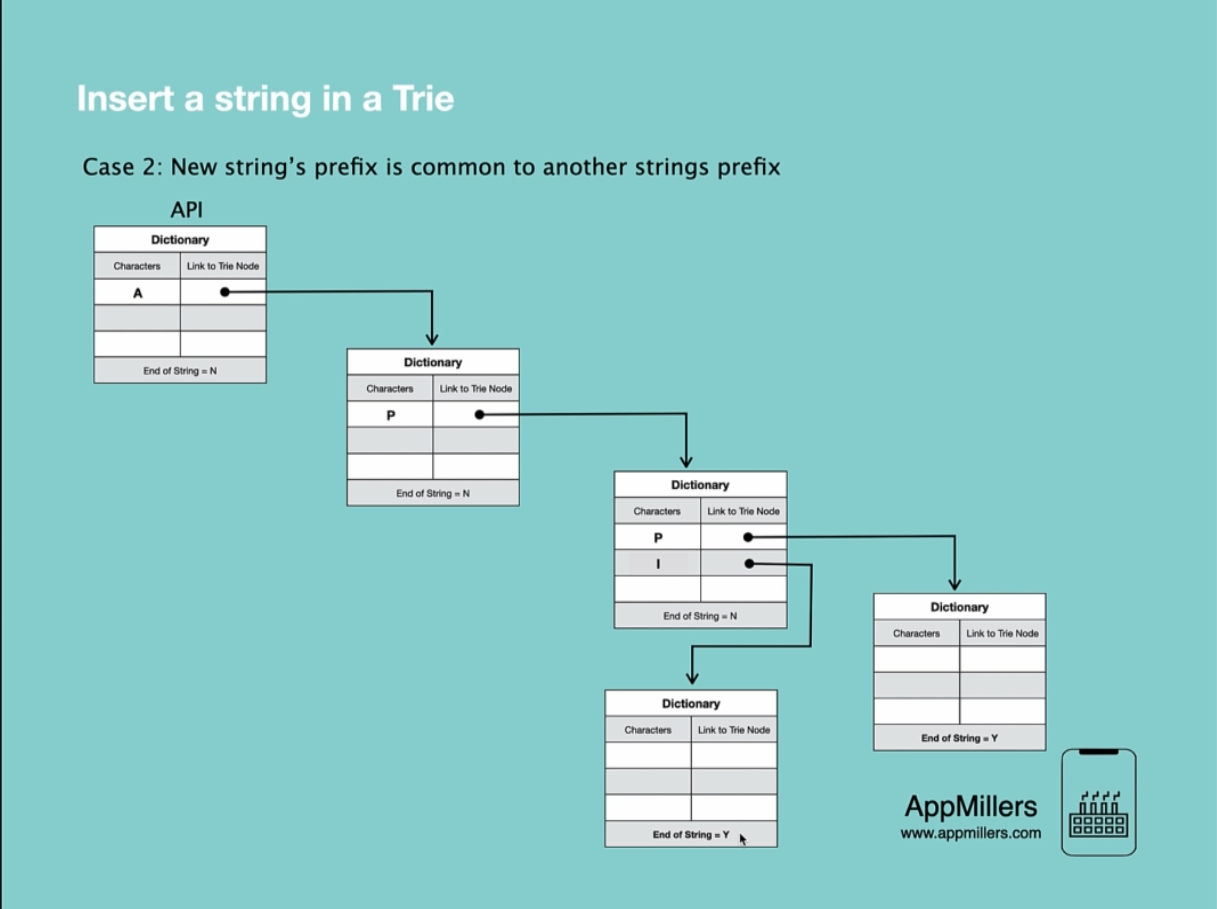 Insert a string in a Trie
Case 2: New string's prefix is common to another strings prefix
API
Dictionary
Characters Link to Trie Node
A
End of String = N
Dictionary
Characters Link to Trie Node
P
End of String = N
Dictionary
Characters Link to Trie Node
P
I
End of String = N
Dictionary
Characters Link to Trie Node
End of String = Y
Dictionary
Characters Link to Trie Node
End of String = Y
AppMillers
www.appmillers.com